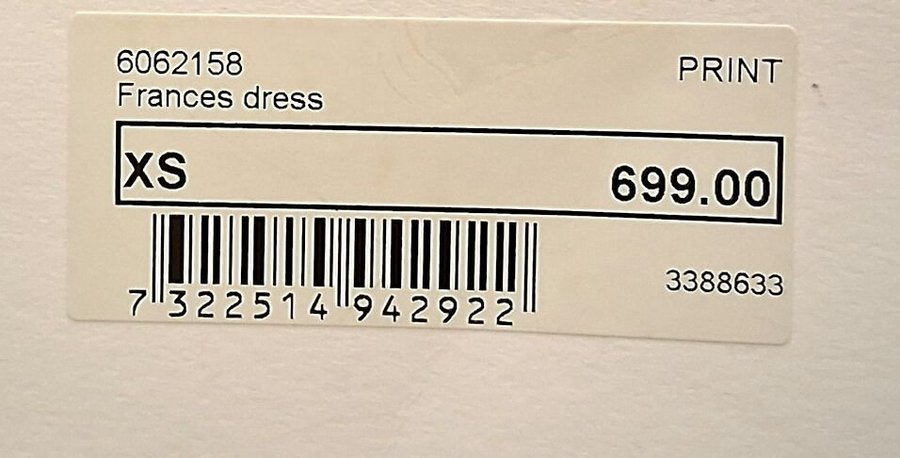 6062158
PRINT
Frances dress
XS
699.00
3388633
7 322514 942922